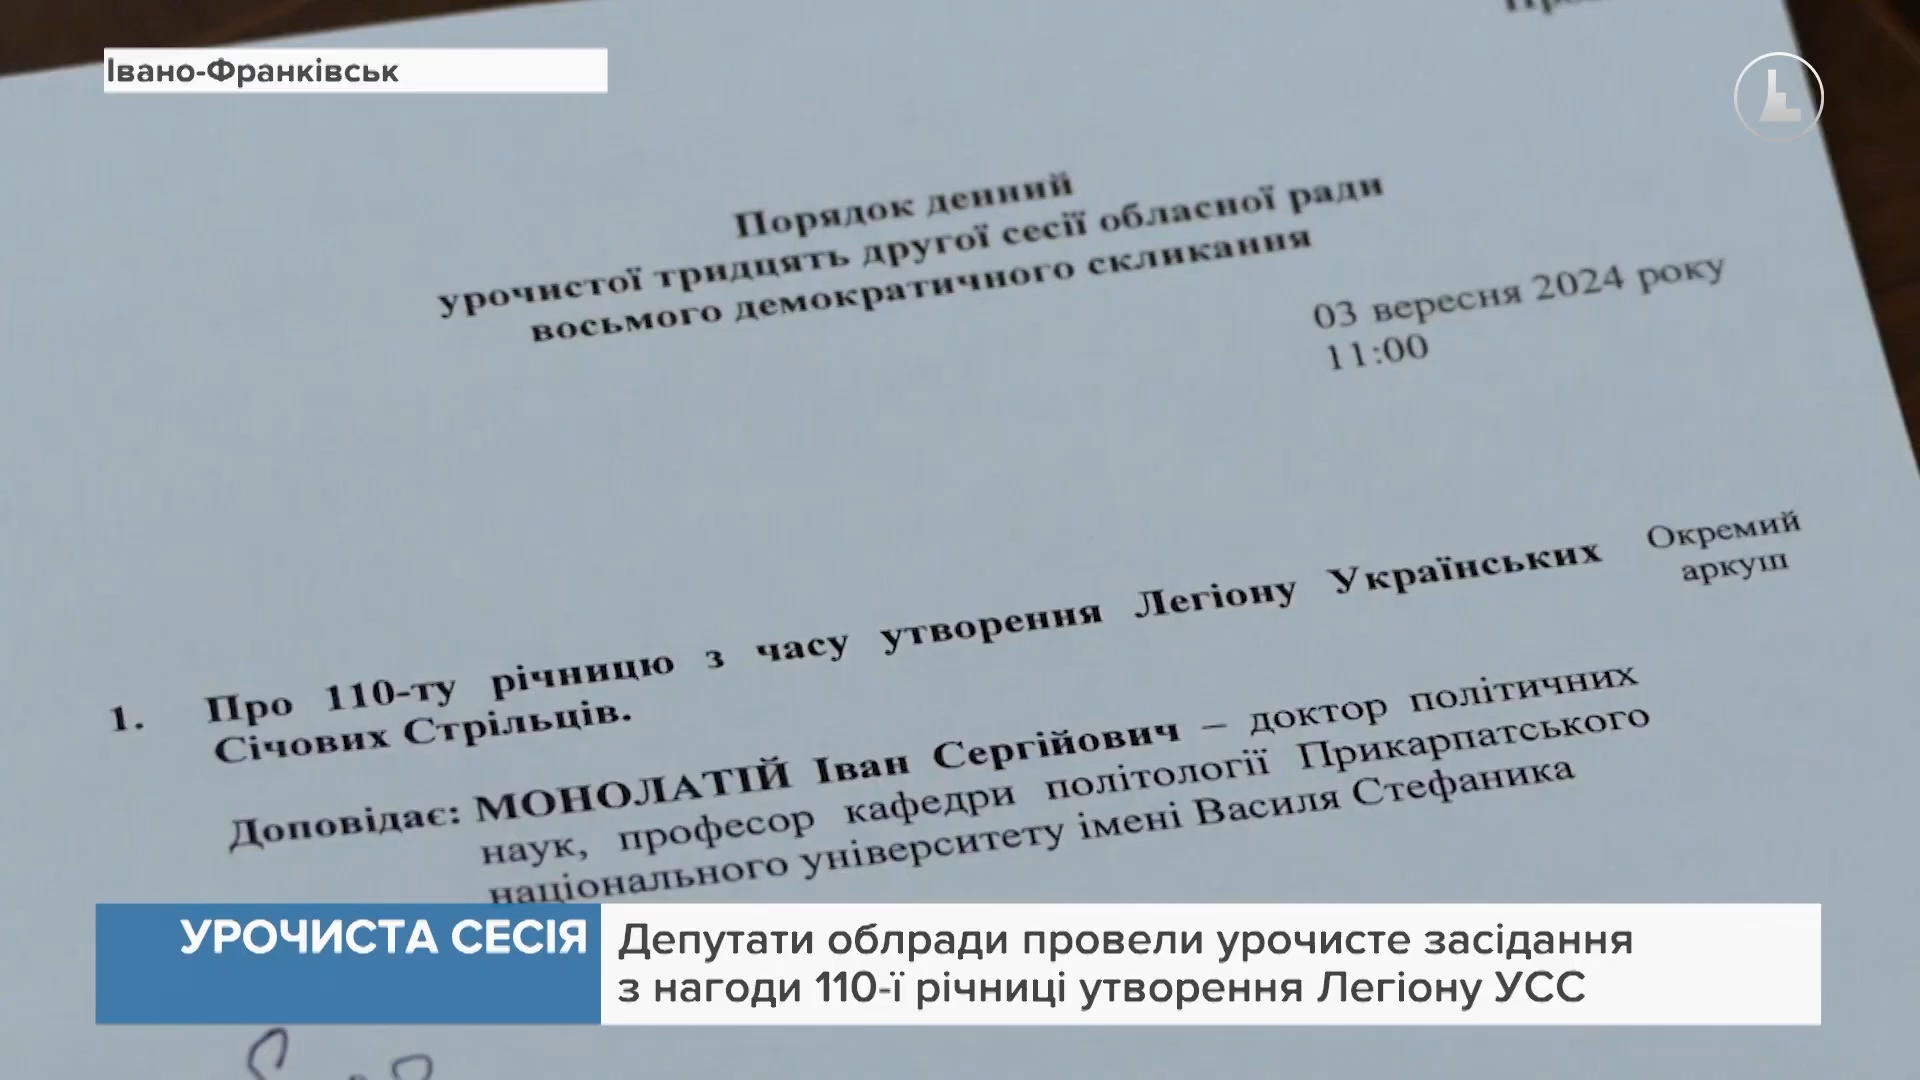 Івано-Франківськ
Порядок денний
урочистої тридцять другої сесії обласної ради
восьмого демократичного скликання
03 вересня 2024 року
11:00
1. Про 110-ту річницю з часу утворення Легіону Українських
Січових Стрільців.
Окремий
аркуш
Доповідає: МОНОЛАТІЙ Іван Сергійович – доктор політичних
наук, професор кафедри політології Прикарпатського
національного університету імені Василя Стефаника
УРОЧИСТА СЕСІЯ
Депутати облради провели урочисте засідання
з нагоди 110-ї річниці утворення Легіону УСС